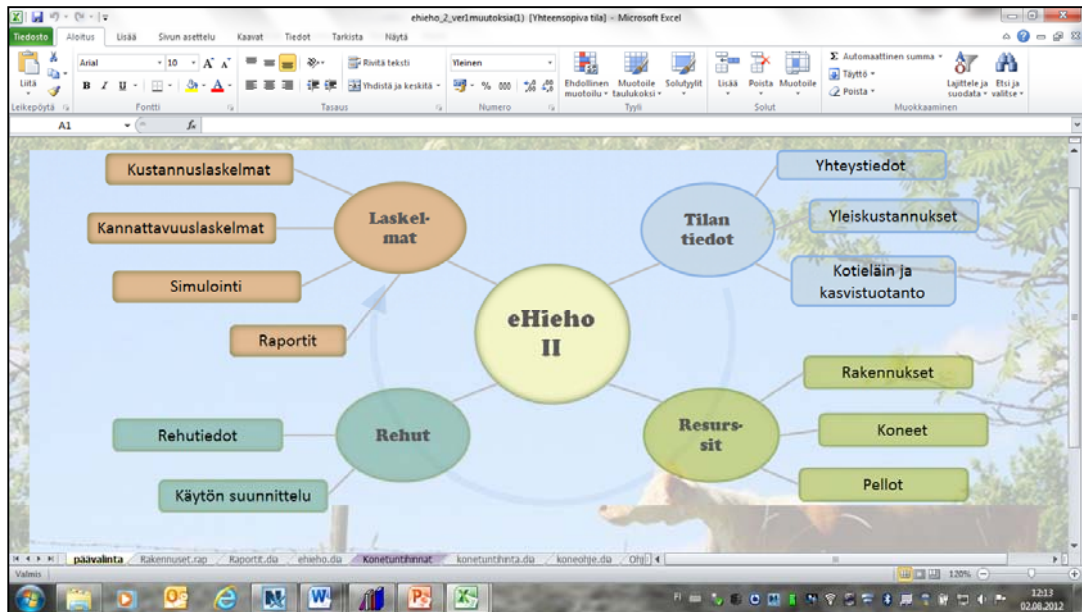 ehieho_2_ver1muutoksia(1) [Yhteensopiva tila] - Microsoft Excel
Tiedosto Aloitus Lisää Sivun asettelu Kaavat Tiedot Tarkista Näytä
Liitä
Arial 10
Rivitä teksti
Yleinen
Yhdistä ja keskitä
% 000
Ehdollinen muotoilu
Muotoile taulukoksi
Solutyylit
Lisää Poista Muotoile
Σ Automaattinen summa
Täyttö
Poista
Lajittele ja suodata
Etsi ja valitse
Leikepöytä Fontti Tasaus Numero Tyyli Solut Muokkaaminen
A1 fx
Kustannuslaskelmat
Kannattavuuslaskelmat
Simulointi
Raportit
Laskel-
mat
Tilan
tiedot
Yhteystiedot
Yleiskustannukset
Kotieläin ja
kasvistuotanto
eHieho
II
Rehutiedot
Käytön suunnittelu
Rehut
Resurs-
sit
Rakennukset
Koneet
Pellot
päävalinta Rakennuset.rap Raportit.dia ehieho.dia Konetuntihinnat konetuntihinta.dia koneohje.dia
Valmis 120%
FI
12:13
02.08.2012